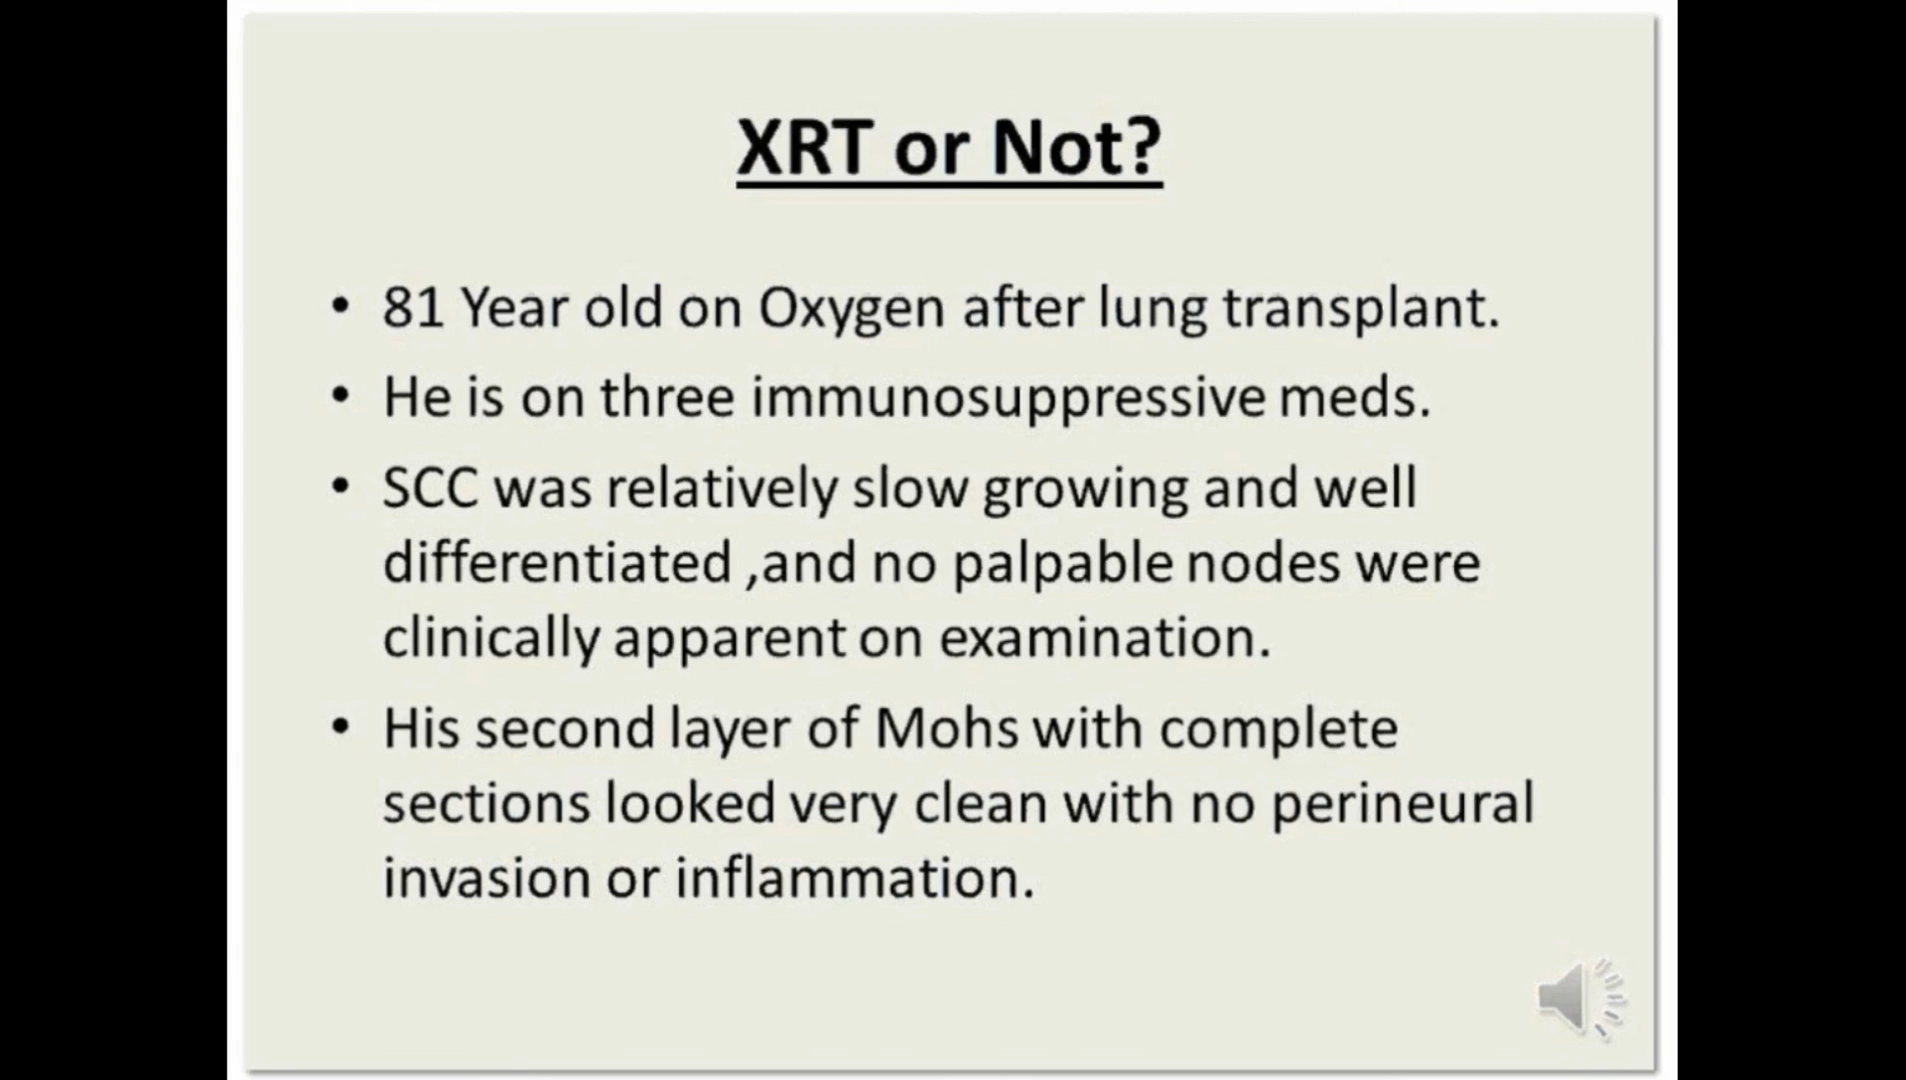 XRT or Not?
• 81 Year old on Oxygen after lung transplant.
• He is on three immunosuppressive meds.
• SCC was relatively slow growing and well
differentiated ,and no palpable nodes were
clinically apparent on examination.
• His second layer of Mohs with complete
sections looked very clean with no perineural
invasion or inflammation.